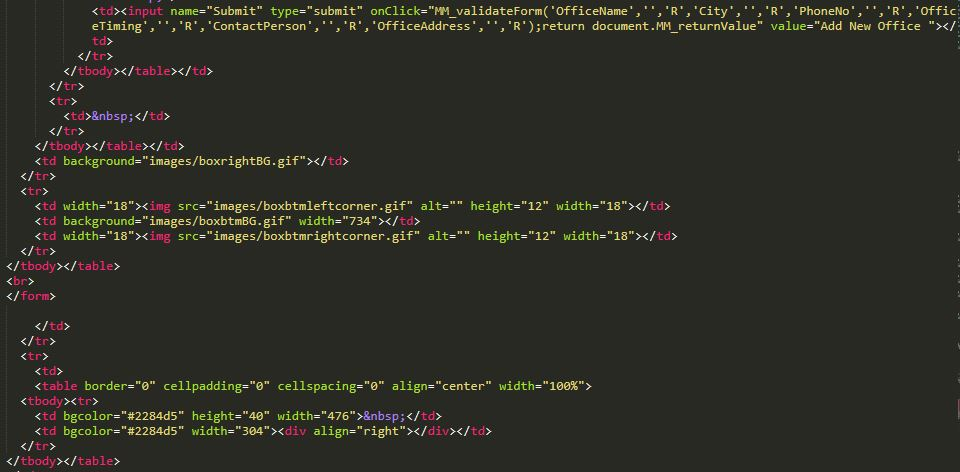 <td><input name="Submit" type="submit" onClick="MM_validateForm('OfficeName','','R','City','','R','PhoneNo','','R','Offic
eTiming','','R','ContactPerson','','R','OfficeAddress','','R');return document.MM_returnValue" value="Add New Office "></
td>
</tr>
</tbody></table></td>
</tr>
<tr>
<td>&nbsp;</td>
</tr>
</tbody></table></td>
<td background="images/boxrightBG.gif"></td>
</tr>
<tr>
<td width="18"><img src="images/boxbtmleftcorner.gif" alt="" height="12" width="18"></td>
<td background="images/boxbtmBG.gif" width="734"></td>
<td width="18"><img src="images/boxbtmrightcorner.gif" alt="" height="12" width="18"></td>
</tr>
</tbody></table>
<br>
</form>
</td>
</tr>
<tr>
<td>
<table border="0" cellpadding="0" cellspacing="0" align="center" width="100%">
<tbody><tr>
<td bgcolor="#2284d5" height="40" width="476">&nbsp;</td>
<td bgcolor="#2284d5" width="304"><div align="right"></div></td>
</tr>
</tbody></table>